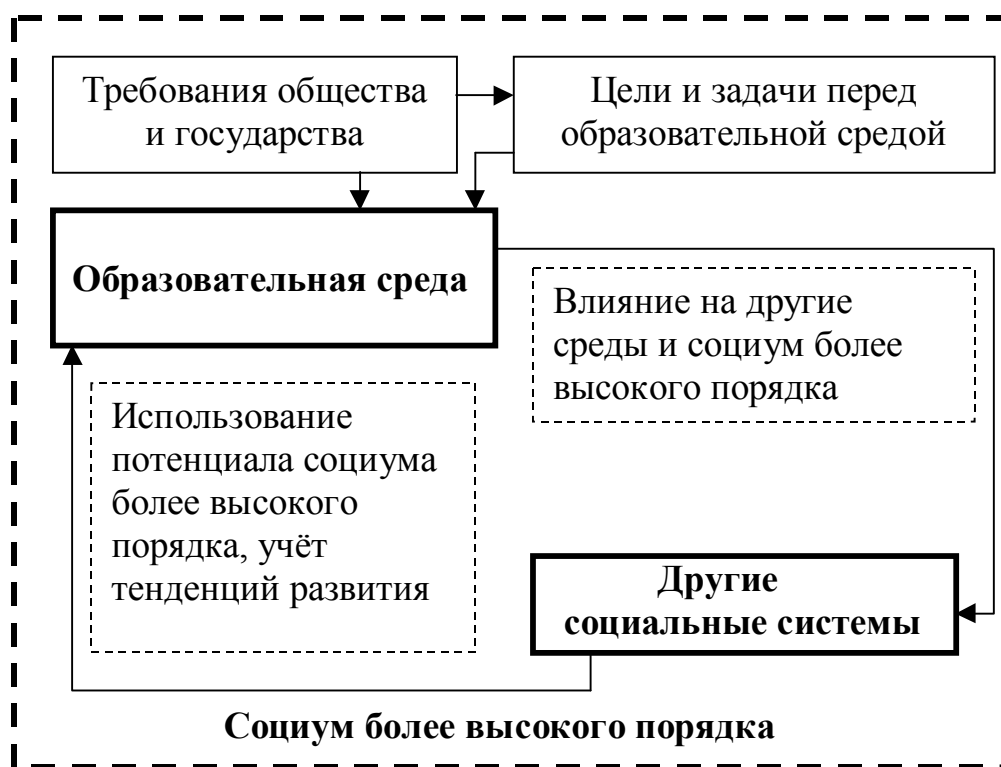 Требования общества
и государства
Цели и задачи перед
образовательной средой
Образовательная среда
Влияние на другие
среды и социум более
высокого порядка
Использование
потенциала социума
более высокого
порядка, учёт
тенденций развития
Другие
социальные системы
Социум более высокого порядка